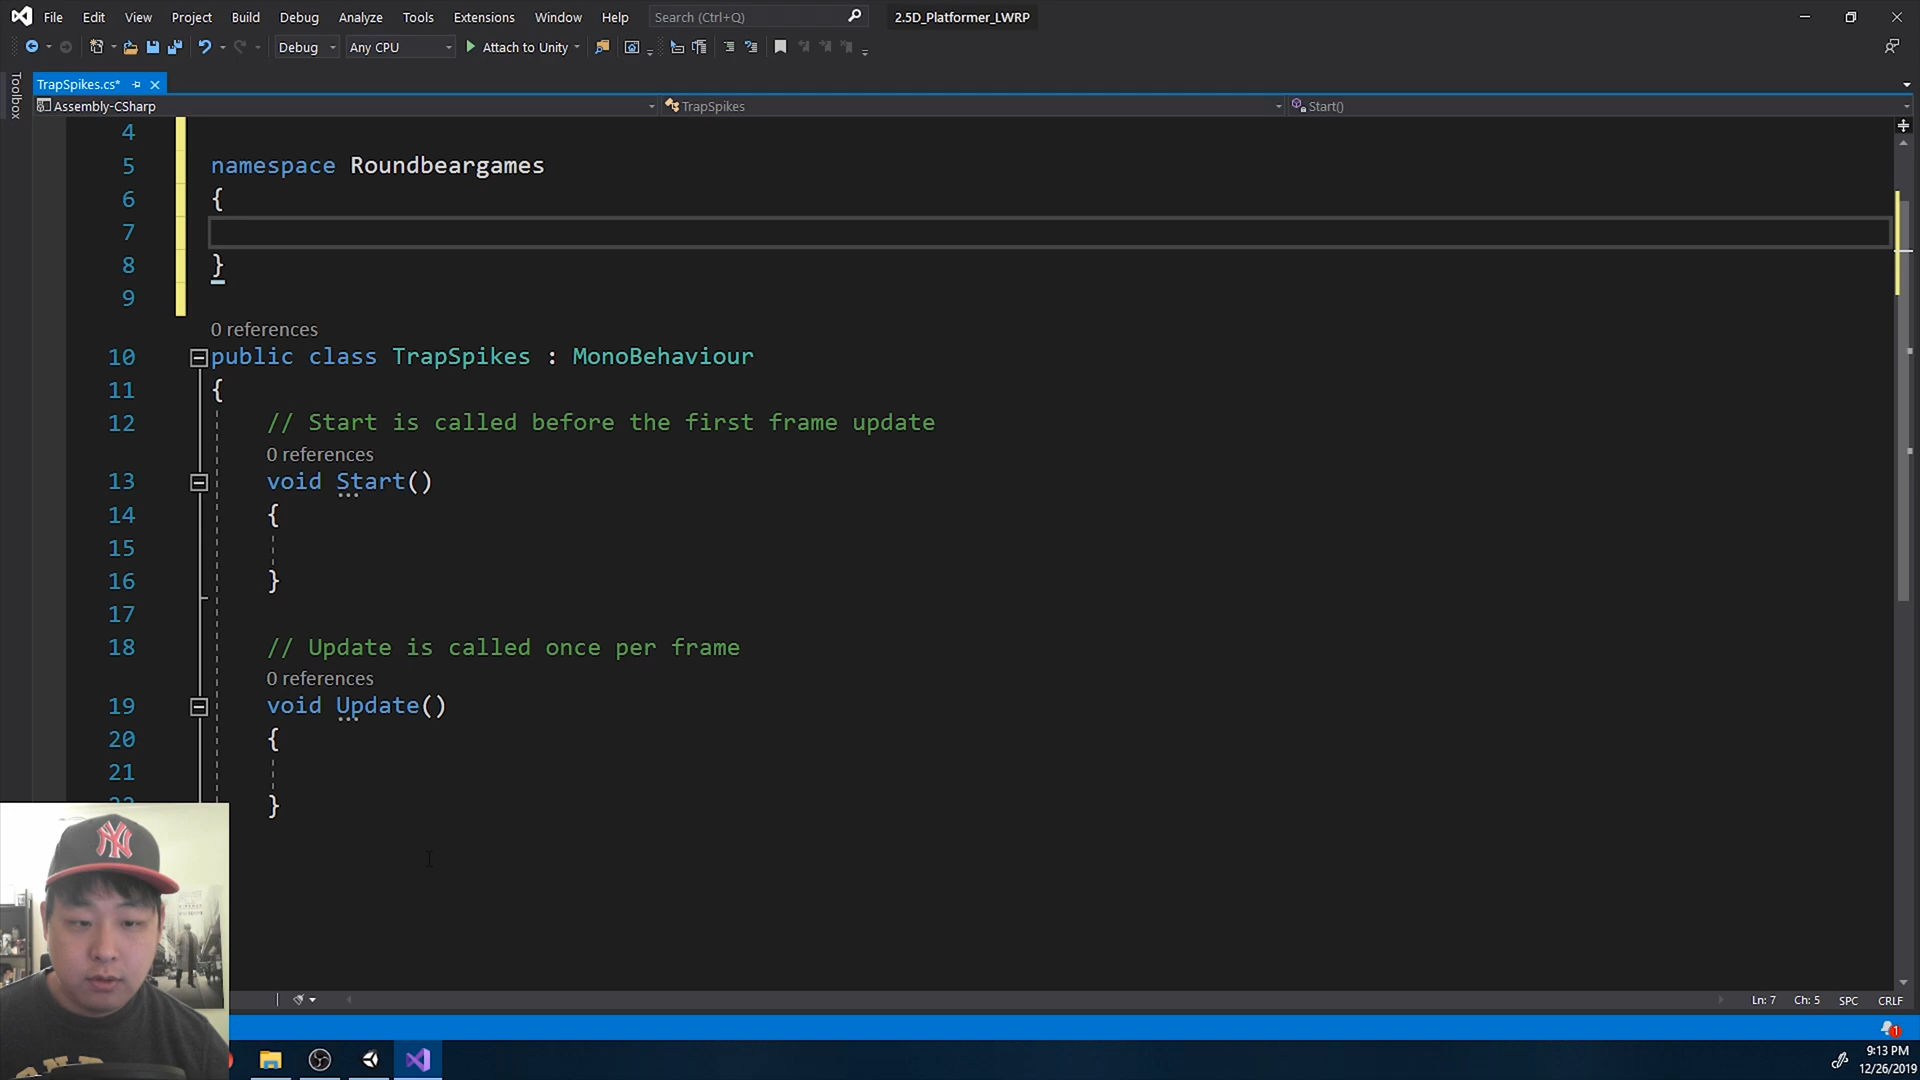 File Edit View Project Build Debug Analyze Tools Extensions Window Help Search (Ctrl+Q) 2.5D_Platformer_LWRP
Debug Any CPU Attach to Unity
Toolbox
TrapSpikes.cs*
Assembly-CSharp TrapSpikes Start()
4
5 namespace Roundbeargames
6 {
7
8 }
9
0 references
10 public class TrapSpikes : MonoBehaviour
11 {
12 // Start is called before the first frame update
0 references
13 void Start()
14 {
15
16 }
17
18 // Update is called once per frame
0 references
19 void Update()
20 {
21
}
NY
Ln: 7 Ch: 5 SPC CRLF
1
9:13 PM
12/26/2019